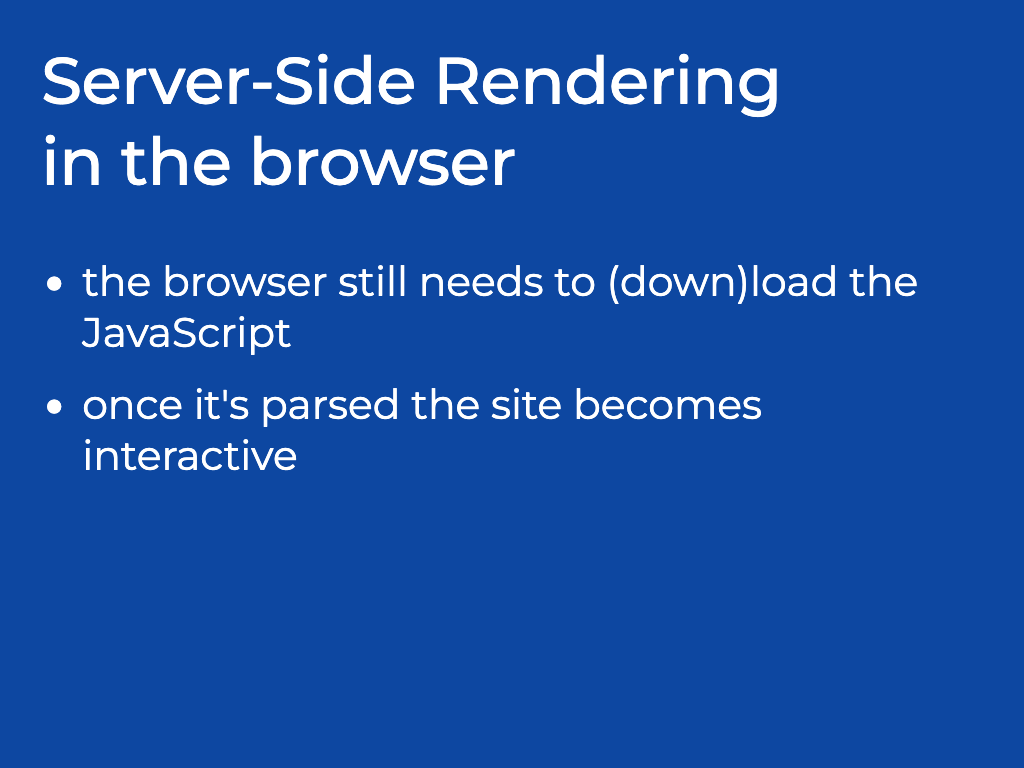 Server-Side Rendering
in the browser
• the browser still needs to (down)load the
JavaScript
• once it's parsed the site becomes
interactive